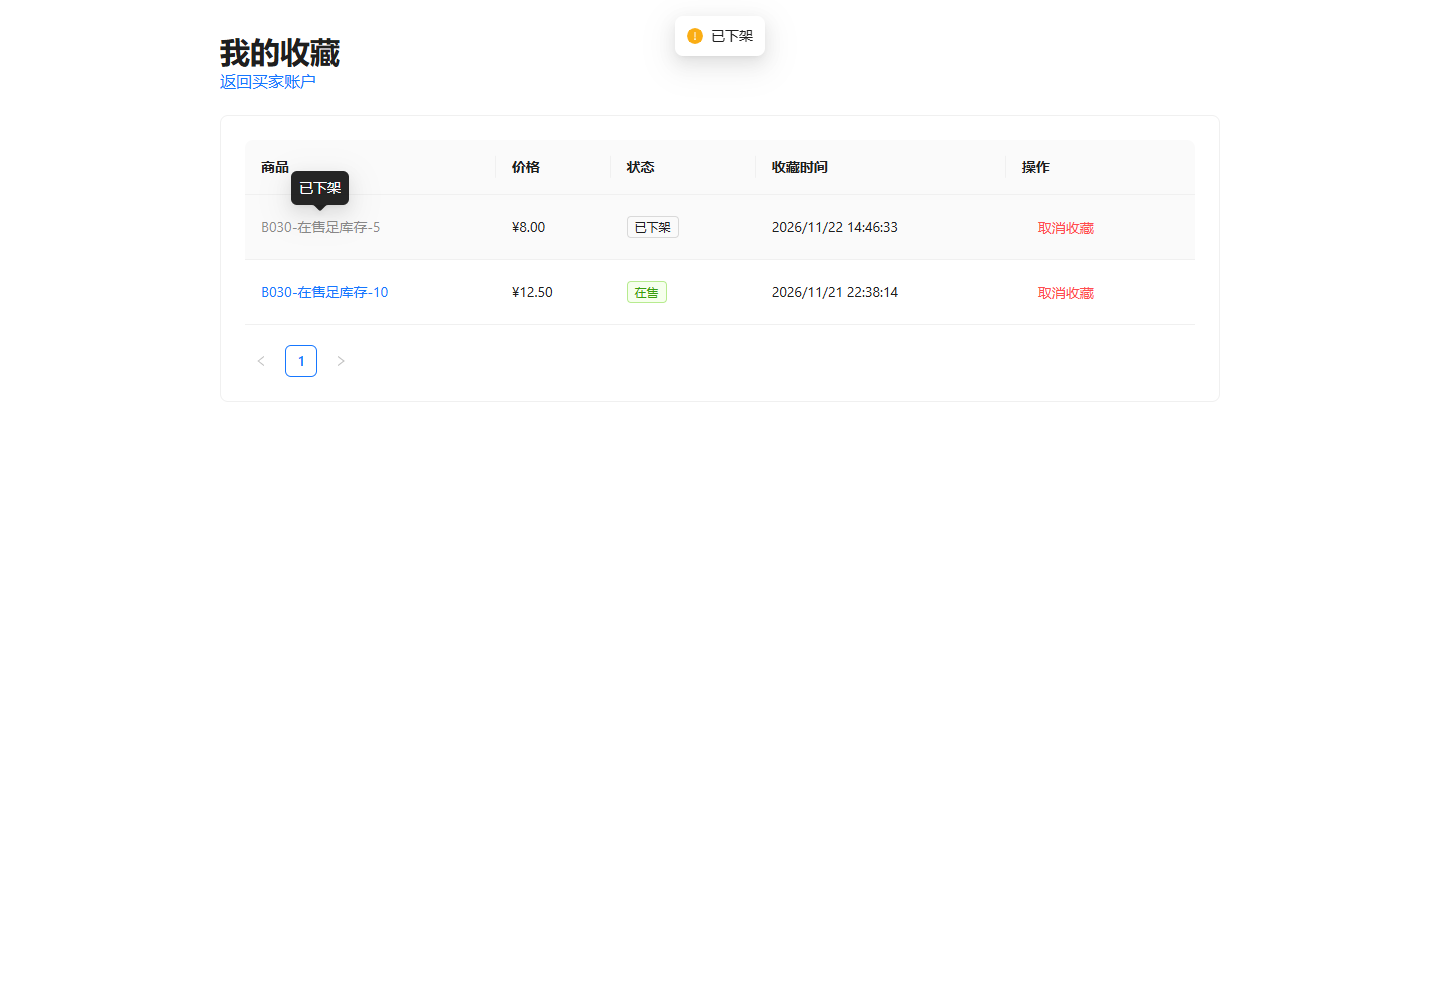 已下架
我的收藏
返回买家账户
商品 价格 状态 收藏时间 操作
已下架
B030-在售足库存-5 ¥8.00 已下架 2026/11/22 14:46:33 取消收藏
B030-在售足库存-10 ¥12.50 在售 2026/11/21 22:38:14 取消收藏
1